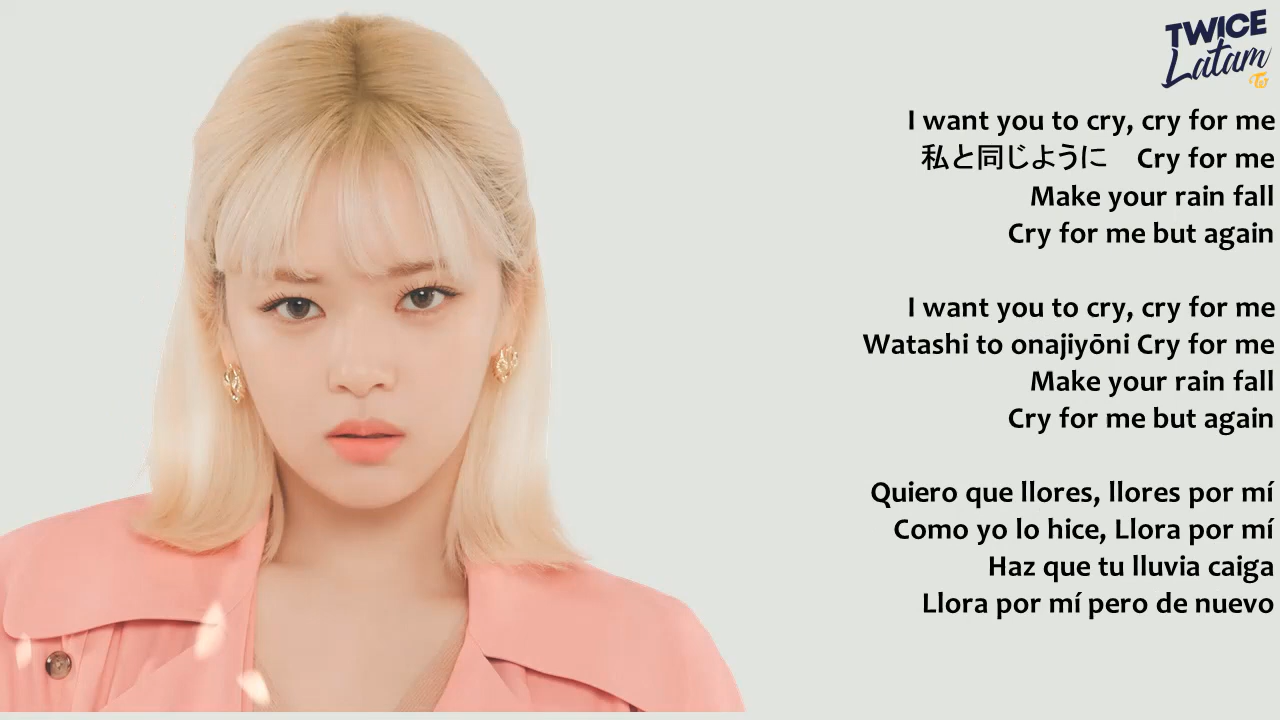 TWICE
Latam
I want you to cry, cry for me
私と同じように　Cry for me
Make your rain fall
Cry for me but again
I want you to cry, cry for me
Watashi to onajiyōni Cry for me
Make your rain fall
Cry for me but again
Quiero que llores, llores por mí
Como yo lo hice, Llora por mí
Haz que tu lluvia caiga
Llora por mí pero de nuevo